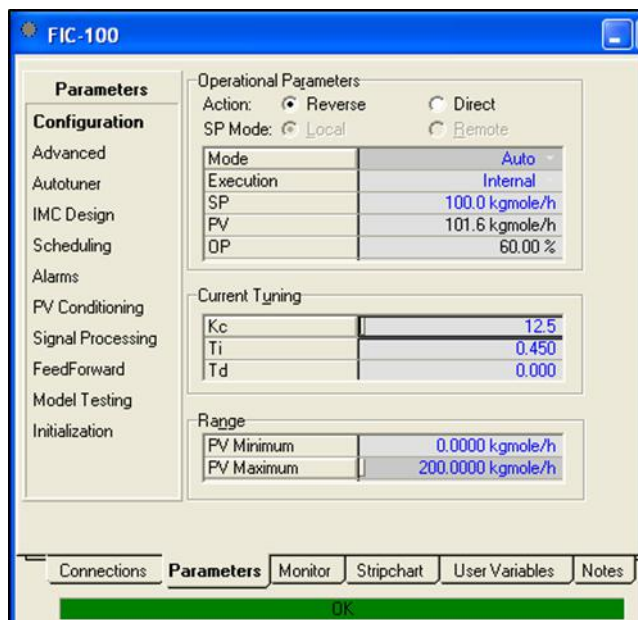 FIC-100
Parameters
Configuration
Advanced
Autotuner
IMC Design
Scheduling
Alarms
PV Conditioning
Signal Processing
FeedForward
Model Testing
Initialization
Operational Parameters
Action: Reverse Direct
SP Mode: Local Remote
Mode Auto
Execution Internal
SP 100.0 kgmole/h
PV 101.6 kgmole/h
OP 60.00 %
Current Tuning
Kc 12.5
Ti 0.450
Td 0.000
Range
PV Minimum 0.0000 kgmole/h
PV Maximum 200.0000 kgmole/h
Connections Parameters Monitor Stripchart User Variables Notes
OK